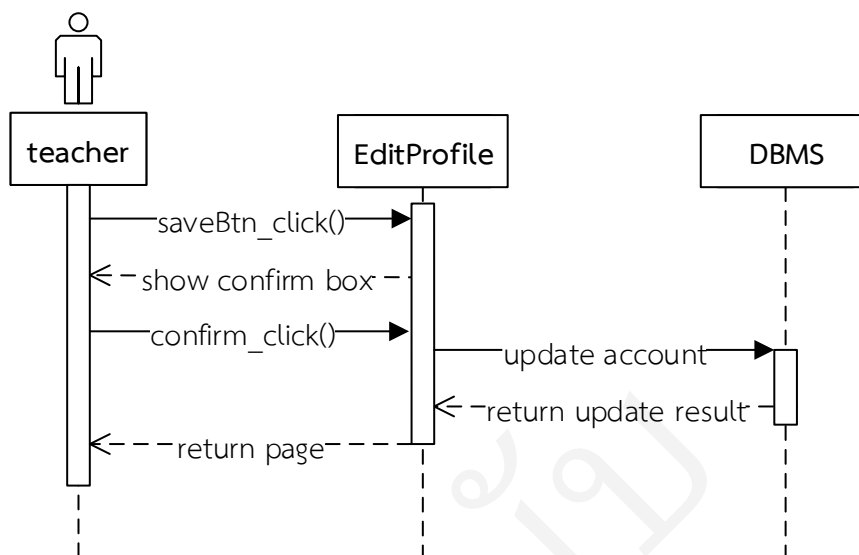 teacher
EditProfile
DBMS
saveBtn_click()
show confirm box
confirm_click()
update account
return update result
return page